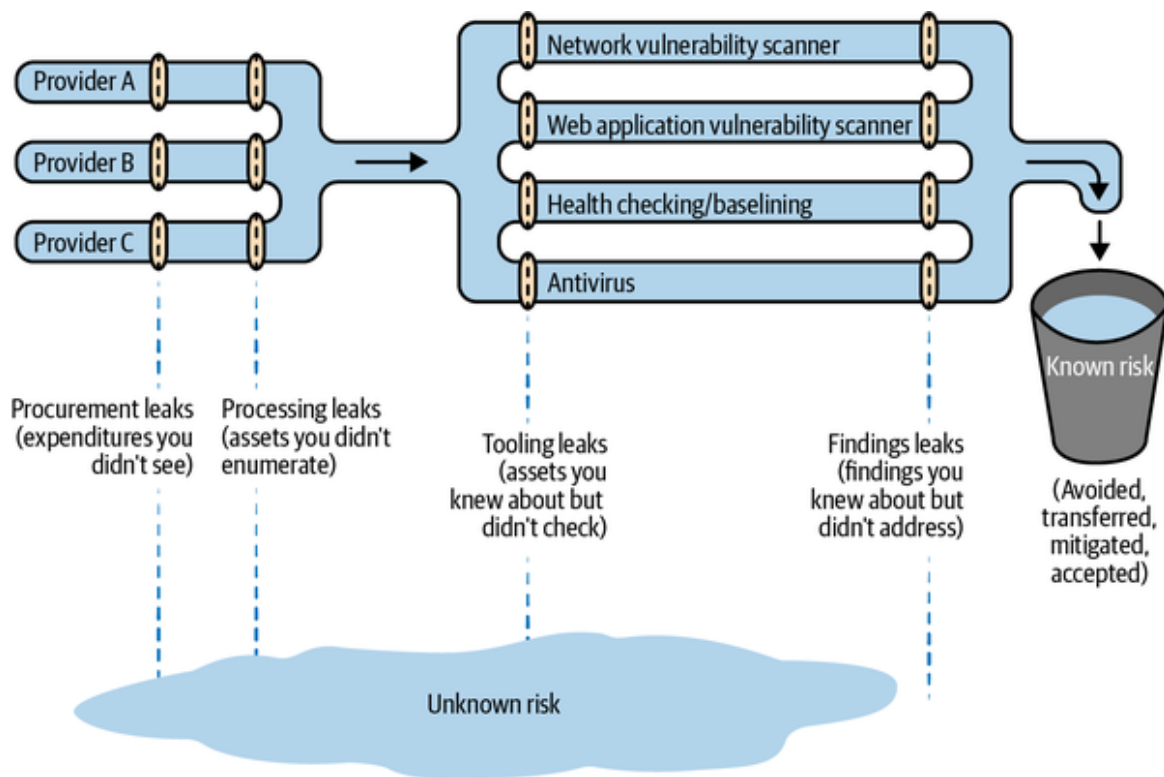 Provider A
Provider B
Provider C
Network vulnerability scanner
Web application vulnerability scanner
Health checking/baselining
Antivirus
Procurement leaks
(expenditures you
didn't see)
Processing leaks
(assets you didn't
enumerate)
Tooling leaks
(assets you
knew about but
didn't check)
Findings leaks
(findings you
knew about but
didn't address)
Known risk
(Avoided,
transferred,
mitigated,
accepted)
Unknown risk